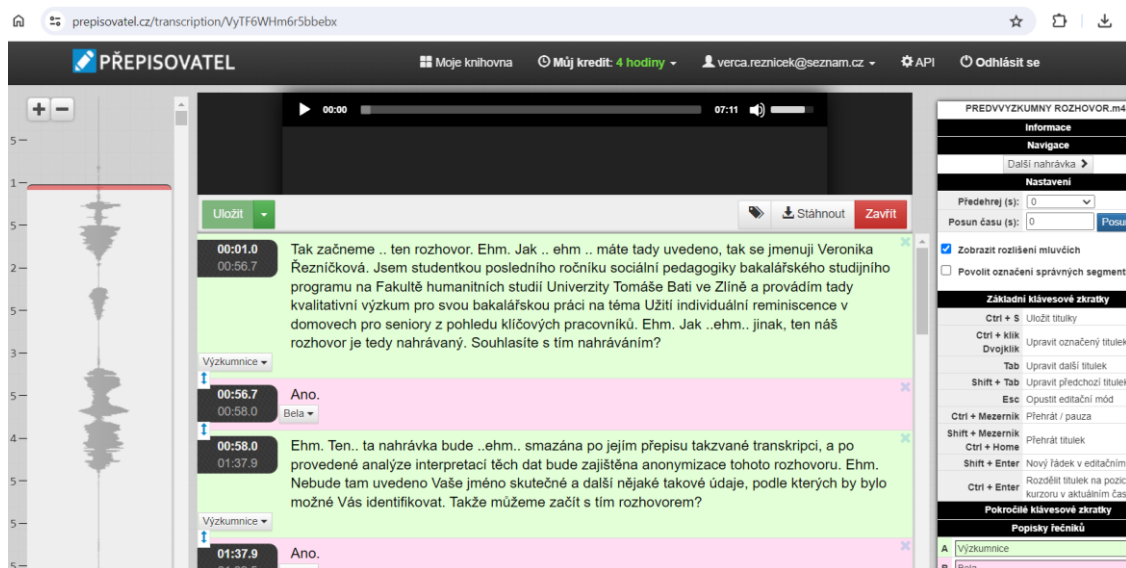 prepisovatel.cz/transcription/VyTF6WHm6r5bbebx
PŘEPISOVATEL
Moje knihovna
Můj kredit: 4 hodiny
verca.reznicek@seznam.cz
API
Odhlásit se
00:00
07:11
Uložit
Stáhnout
Zavřít
00:01.0
00:56.7
Tak začneme .. ten rozhovor. Ehm. Jak .. ehm .. máte tady uvedeno, tak se jmenuji Veronika
Řezníčková. Jsem studentkou posledního ročníku sociální pedagogiky bakalářského studijního
programu na Fakultě humanitních studií Univerzity Tomáše Bati ve Zlíně a provádím tady
kvalitativní výzkum pro svou bakalářskou práci na téma Užití individuální reminiscence v
domovech pro seniory z pohledu klíčových pracovníků. Ehm. Jak ..ehm.. jinak, ten náš
rozhovor je tedy nahrávaný. Souhlasíte s tím nahráváním?
Výzkumnice
00:56.7
00:58.0
Ano.
Bela
00:58.0
01:37.9
Ehm. Ten.. ta nahrávka bude ..ehm.. smazána po jejím přepisu takzvané transkripci, a po
provedené analýze interpretací těch dat bude zajištěna anonymizace tohoto rozhovoru. Ehm.
Nebude tam uvedeno Vaše jméno skutečné a další nějaké takové údaje, podle kterých by bylo
možné Vás identifikovat. Takže můžeme začít s tím rozhovorem?
Výzkumnice
01:37.9
Ano.
PREDVVYZKUMNY ROZHOVOR.m4
Informace
Navigace
Další nahrávka
Nastavení
Předehrej (s): 0
Posun času (s): 0 Posun
Zobrazit rozlišení mluvčích
Povolit označení správných segment
Základní klávesové zkratky
Ctrl + S Uložit titulky
Ctrl + klik
Dvojklik Upravit označený titulek
Tab Upravit další titulek
Shift + Tab Upravit předchozí titulek
Esc Opustit editační mód
Ctrl + Mezerník Přehrát / pauza
Shift + Mezerník
Ctrl + Home Přehrát titulek
Shift + Enter Nový řádek v editačním
Ctrl + Enter Rozdělit titulek na pozic
kurzoru v aktuálním čas
Pokročilé klávesové zkratky
Popisky řečníků
A Výzkumnice
B Bela